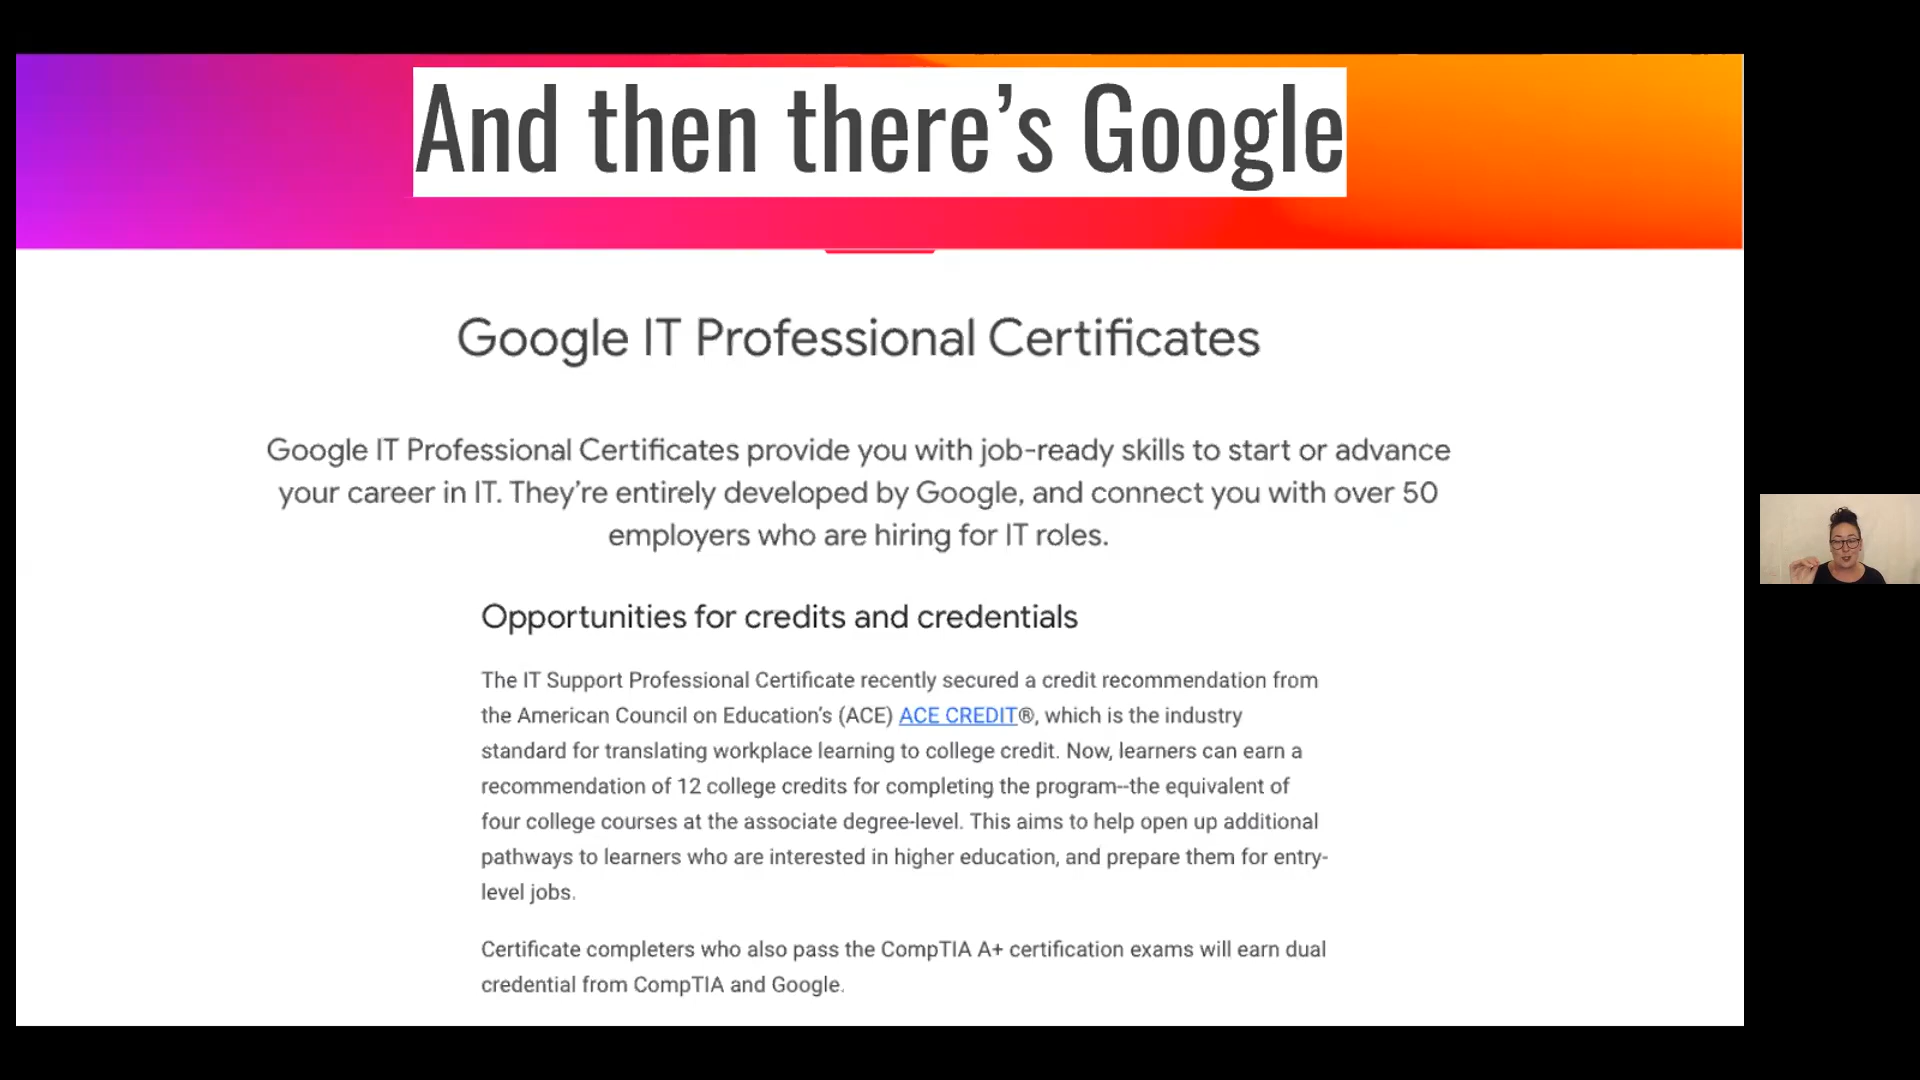 And then there’s Google
Google IT Professional Certificates
Google IT Professional Certificates provide you with job-ready skills to start or advance
your career in IT. They’re entirely developed by Google, and connect you with over 50
employers who are hiring for IT roles.
Opportunities for credits and credentials
The IT Support Professional Certificate recently secured a credit recommendation from
the American Council on Education’s (ACE) ACE CREDIT®, which is the industry
standard for translating workplace learning to college credit. Now, learners can earn a
recommendation of 12 college credits for completing the program--the equivalent of
four college courses at the associate degree-level. This aims to help open up additional
pathways to learners who are interested in higher education, and prepare them for entry-
level jobs.
Certificate completers who also pass the CompTIA A+ certification exams will earn dual
credential from CompTIA and Google.